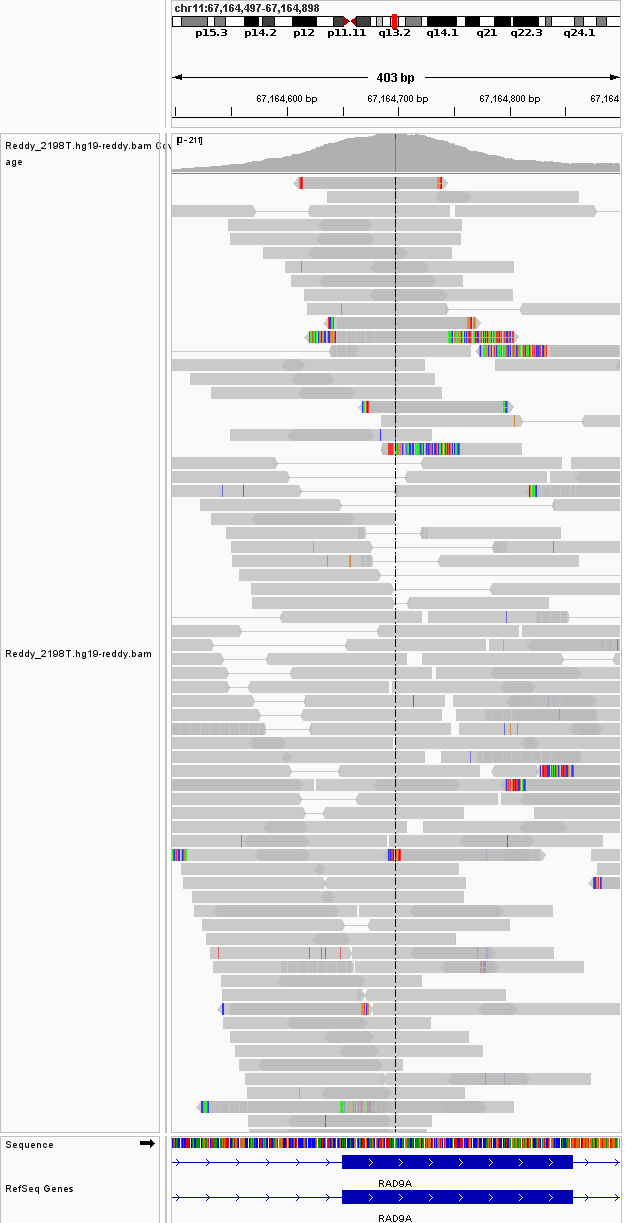 chr11:67,164,497-67,164,898
p15.3 p14.2 p12 p11.11 q13.2 q14.1 q21 q22.3 q24.1
403 bp
67,164,600 bp 67,164,700 bp 67,164,800 bp 67,164
Reddy_2198T.hg19-reddy.bam Cov
age
[0-211]
Reddy_2198T.hg19-reddy.bam
Sequence
RefSeq Genes
RAD9A
RAD9A